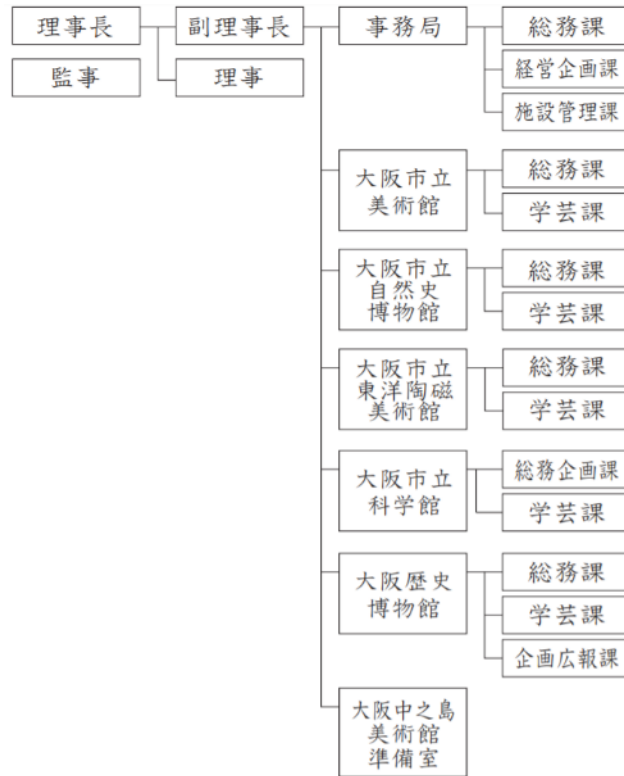 理事長
副理事長
事務局
総務課
監事
理事
経営企画課
施設管理課
大阪市立
美術館
総務課
学芸課
大阪市立
自然史
博物館
総務課
学芸課
大阪市立
東洋陶磁
美術館
総務課
学芸課
大阪市立
科学館
総務企画課
学芸課
大阪歴史
博物館
総務課
学芸課
企画広報課
大阪中之島
美術館
準備室